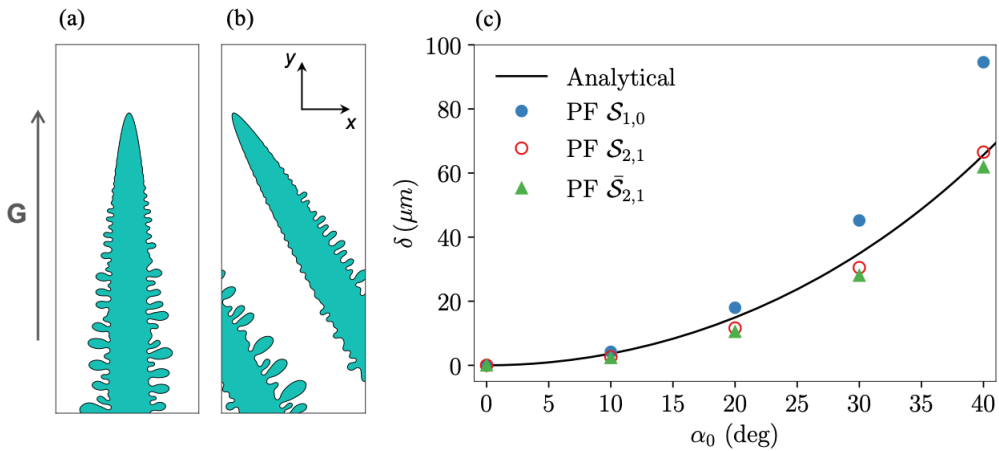 (a)
(b)
(c)
G
y
x
100
80
60
40
20
0
δ (μm)
Analytical
PF 𝒮₁,₀
PF 𝒮₂,₁
PF 𝒮̄₂,₁
0 5 10 15 20 25 30 35 40
α₀ (deg)